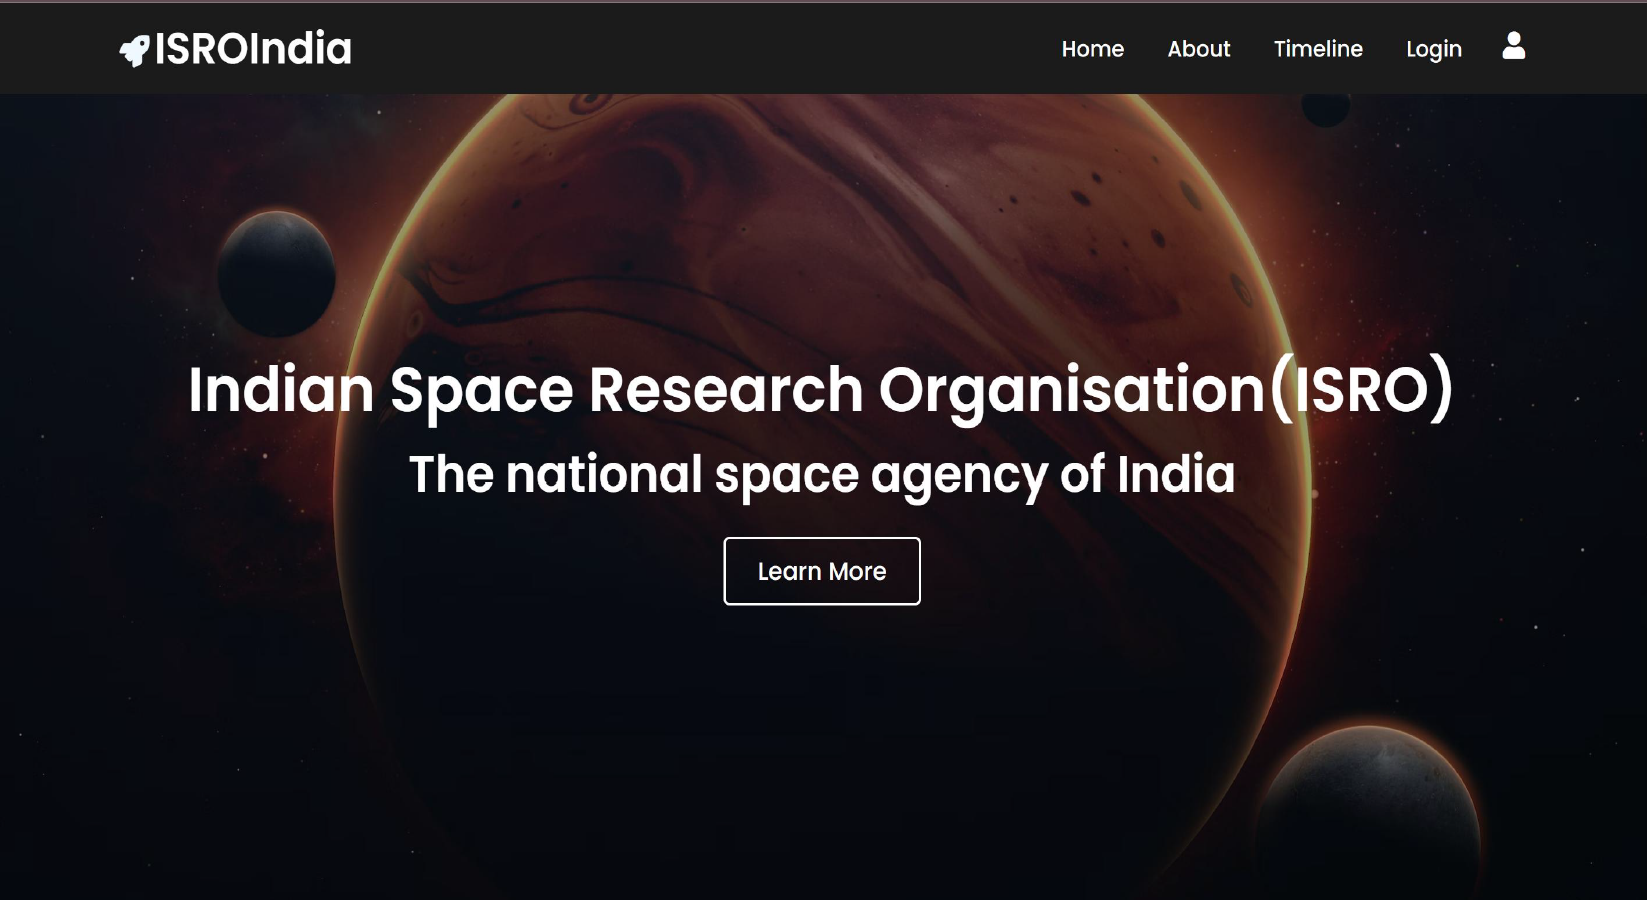 ISROIndia
Home About Timeline Login
Indian Space Research Organisation(ISRO)
The national space agency of India
Learn More